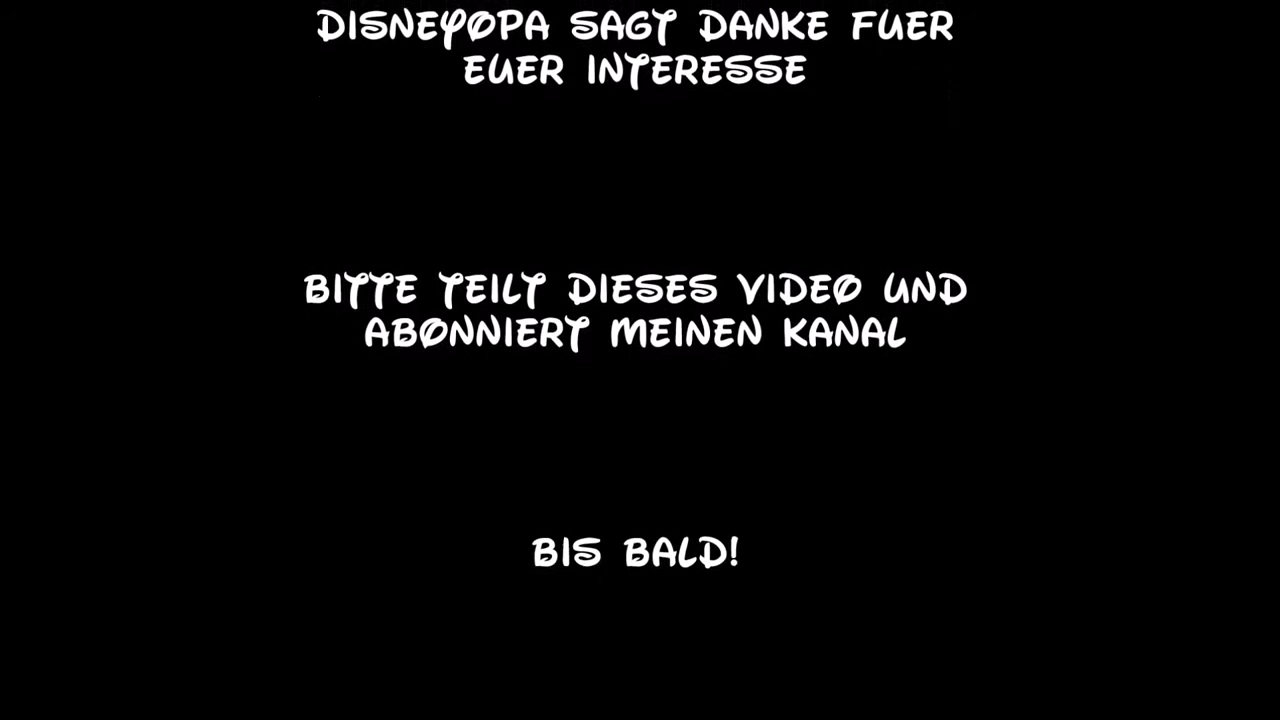 DISNEYOPA SAGT DANKE FUER
EUER INTERESSE
BITTE TEILT DIESES VIDEO UND
ABONNIERT MEINEN KANAL
BIS BALD!